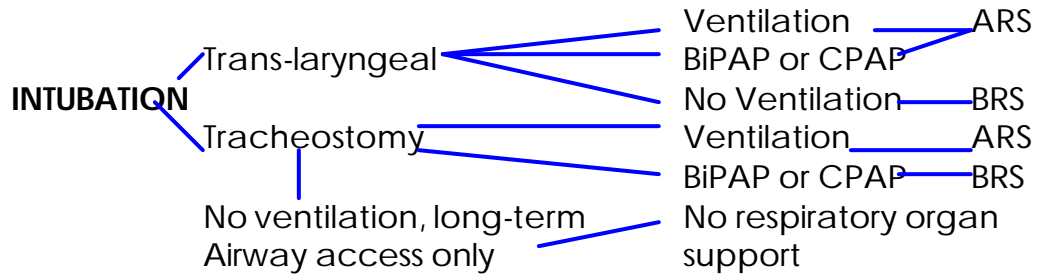 Ventilation ARS
Trans-laryngeal BiPAP or CPAP
INTUBATION No Ventilation BRS
Tracheostomy Ventilation ARS
BiPAP or CPAP BRS
No ventilation, long-term No respiratory organ
Airway access only support